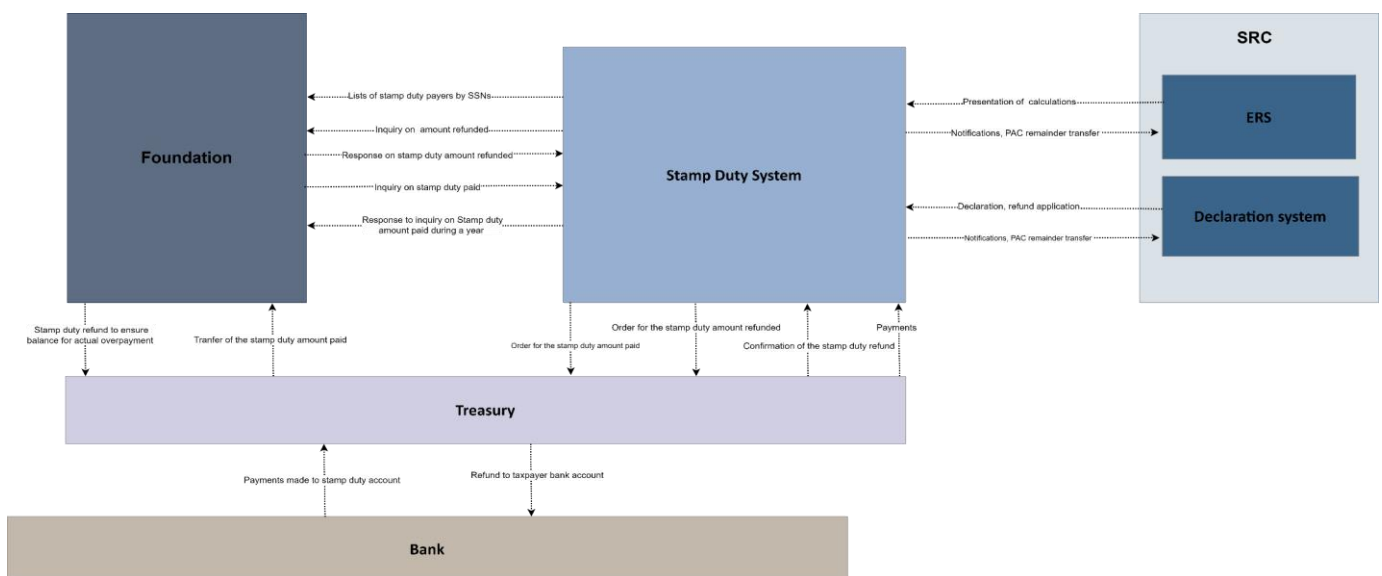 SRC
Lists of stamp duty payers by SSNs
Presentation of calculations
ERS
Inquiry on amount refunded
Notifications, PAC remainder transfer
Foundation
Response on stamp duty amount refunded
Stamp Duty System
Inquiry on stamp duty paid
Declaration, refund application
Declaration system
Response to inquiry on Stamp duty
amount paid during a year
Notifications, PAC remainder transfer
Stamp duty refund to ensure
balance for actual overpayment
Tranfer of the stamp duty amount paid
Order for the stamp duty amount paid
Order for the stamp duty amount refunded
Confirmation of the stamp duty refund
Payments
Treasury
Payments made to stamp duty account
Refund to taxpayer bank account
Bank